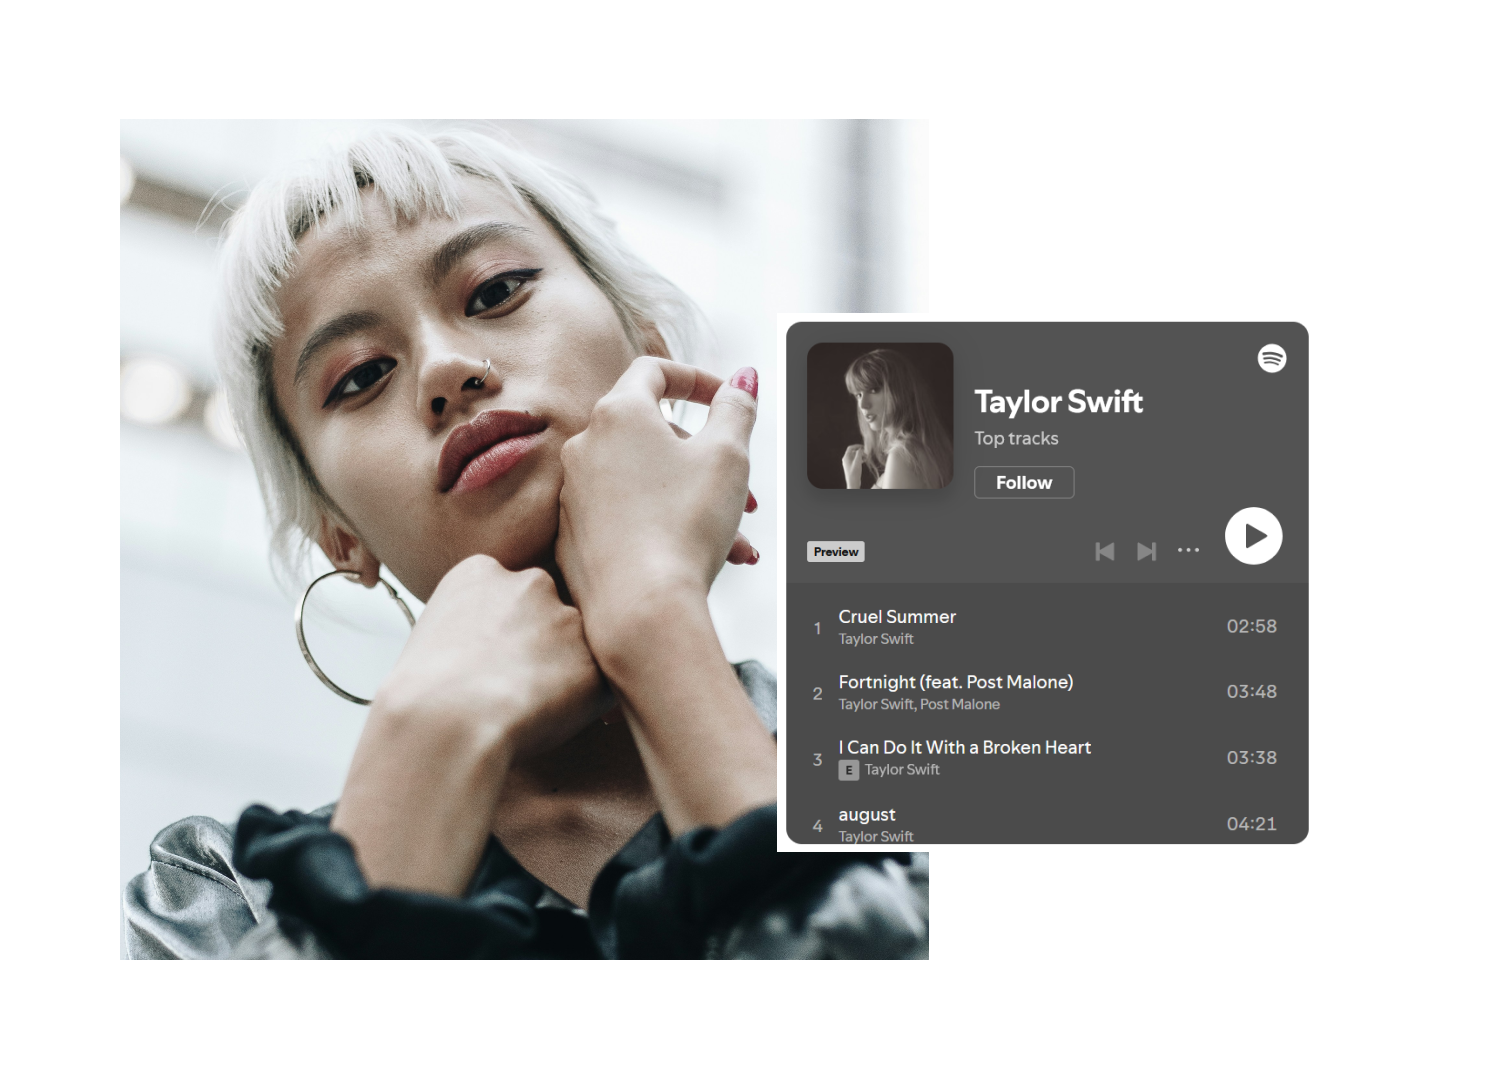 Taylor Swift
Top tracks
Follow
Preview
1
Cruel Summer
Taylor Swift
02:58
2
Fortnight (feat. Post Malone)
Taylor Swift, Post Malone
03:48
3
I Can Do It With a Broken Heart
E Taylor Swift
03:38
4
august
Taylor Swift
04:21